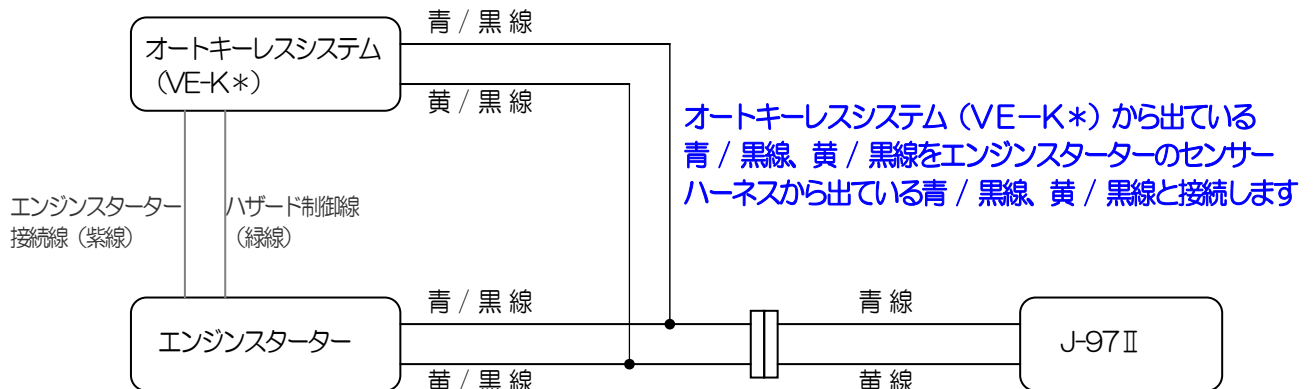 オートキーレスシステム
（VE-K＊）
青 / 黒 線
黄 / 黒 線
オートキーレスシステム（VE－K＊）から出ている
青 / 黒線、黄 / 黒線をエンジンスターターのセンサー
ハーネスから出ている青 / 黒線、黄 / 黒線と接続します
エンジンスターター
接続線（紫線）
ハザード制御線
（緑線）
エンジンスターター
青 / 黒 線
黄 / 黒 線
青 線
黄 線
J-97Ⅱ